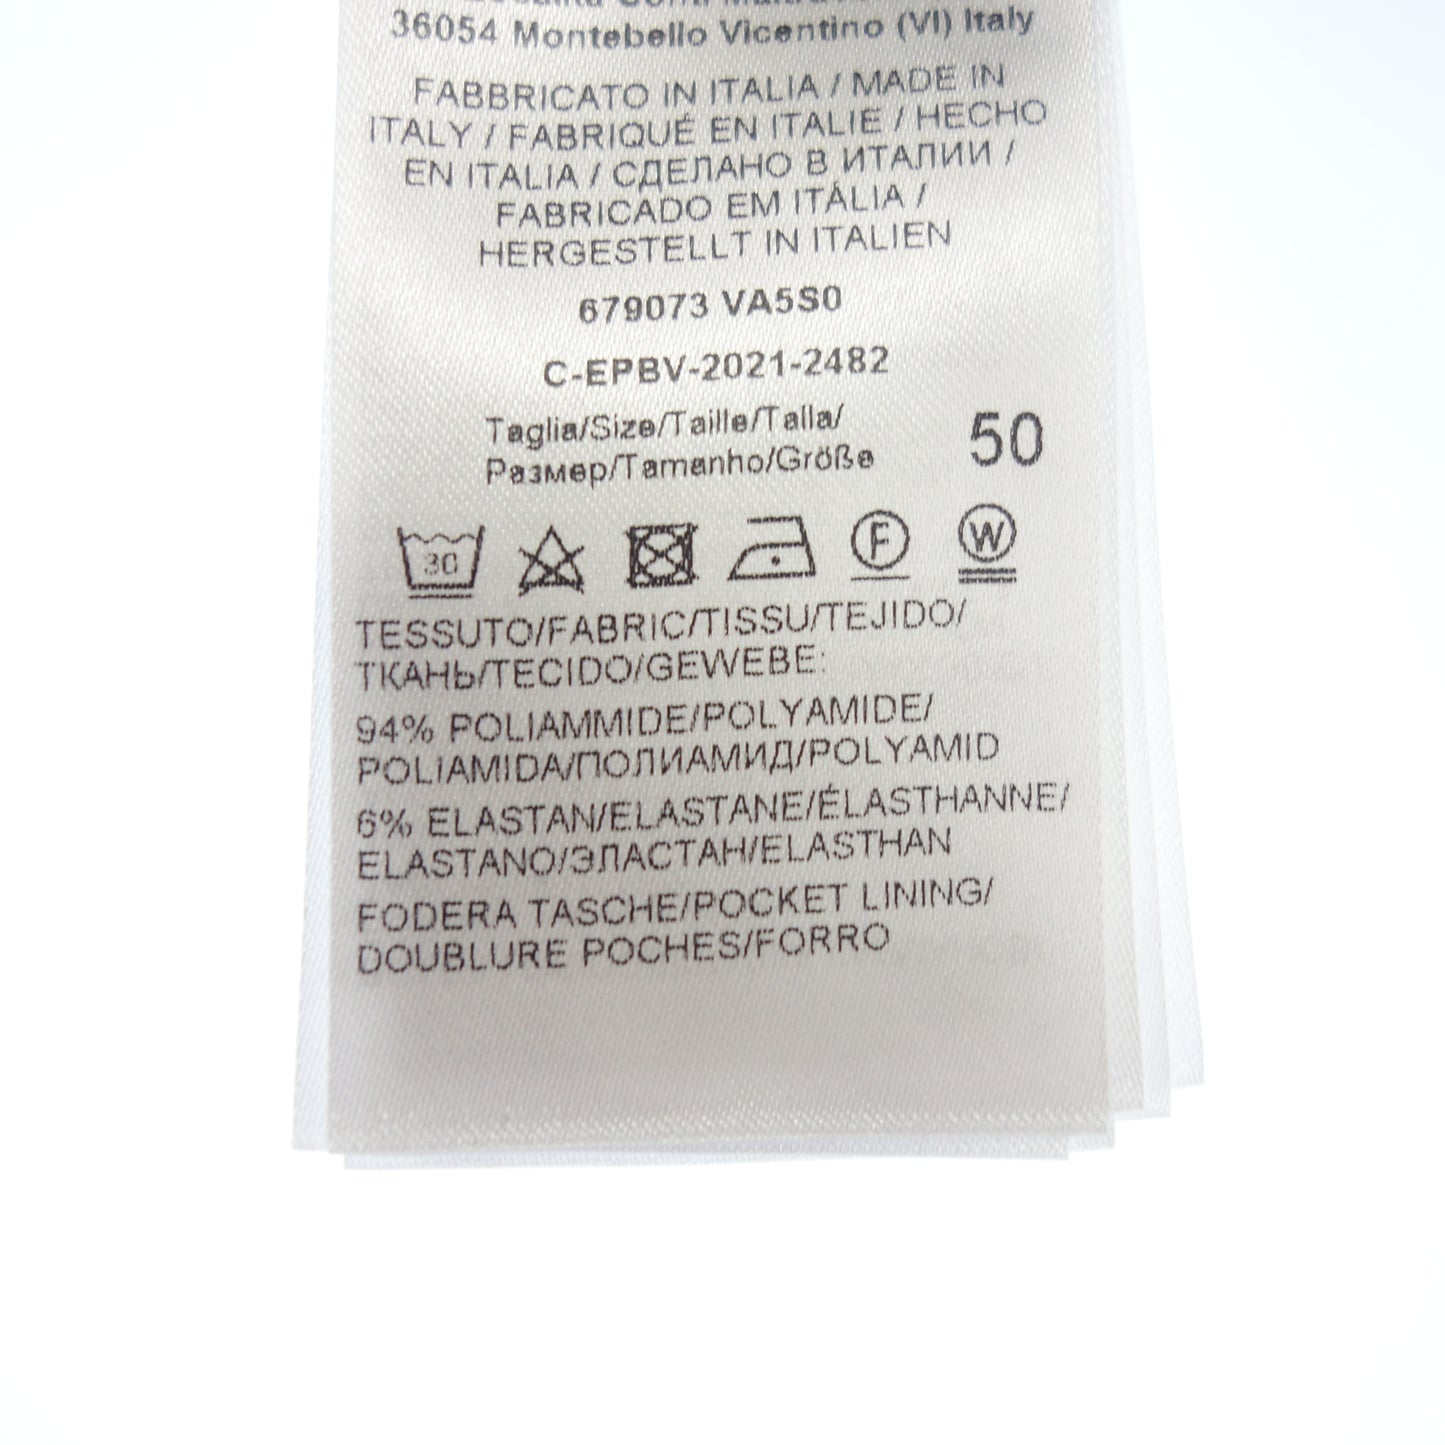 36054 Montebello Vicentino (VI) Italy
FABBRICATO IN ITALIA / MADE IN
ITALY / FABRIQUÉ EN ITALIE / HECHO
EN ITALIA / СДЕЛАНО В ИТАЛИИ /
FABRICADO EM ITÁLIA /
HERGESTELLT IN ITALIEN
679073 VA5S0
C-EPBV-2021-2482
Taglia/Size/Taille/Talla/
Размер/Tamanho/Größe
50
30
F
W
TESSUTO/FABRIC/TISSU/TEJIDO/
ТКАНЬ/TECIDO/GEWEBE:
94% POLIAMMIDE/POLYAMIDE/
POLIAMIDA/ПОЛИАМИД/POLYAMID
6% ELASTAN/ELASTANE/ÉLASTHANNE/
ELASTANO/ЭЛАСТАН/ELASTHAN
FODERA TASCHE/POCKET LINING/
DOUBLURE POCHES/FORRO